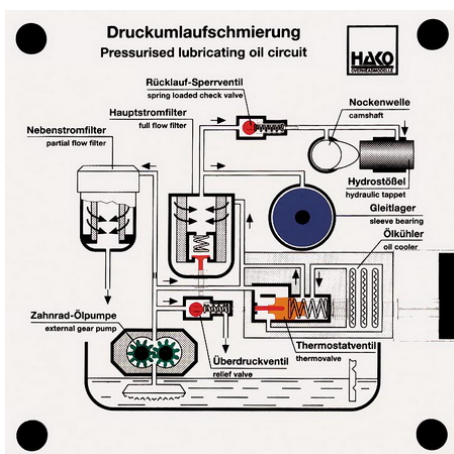 Druckumlaufschmierung
Pressurised lubricating oil circuit
HAKO
Rücklauf-Sperrventil
spring loaded check valve
Hauptstromfilter
full flow filter
Nockenwelle
camshaft
Nebenstromfilter
partial flow filter
Hydrostößel
hydraulic tappet
Gleitlager
sleeve bearing
Ölkühler
oil cooler
Zahnrad-Ölpumpe
external gear pump
Überdruckventil
relief valve
Thermostatventil
thermovalve